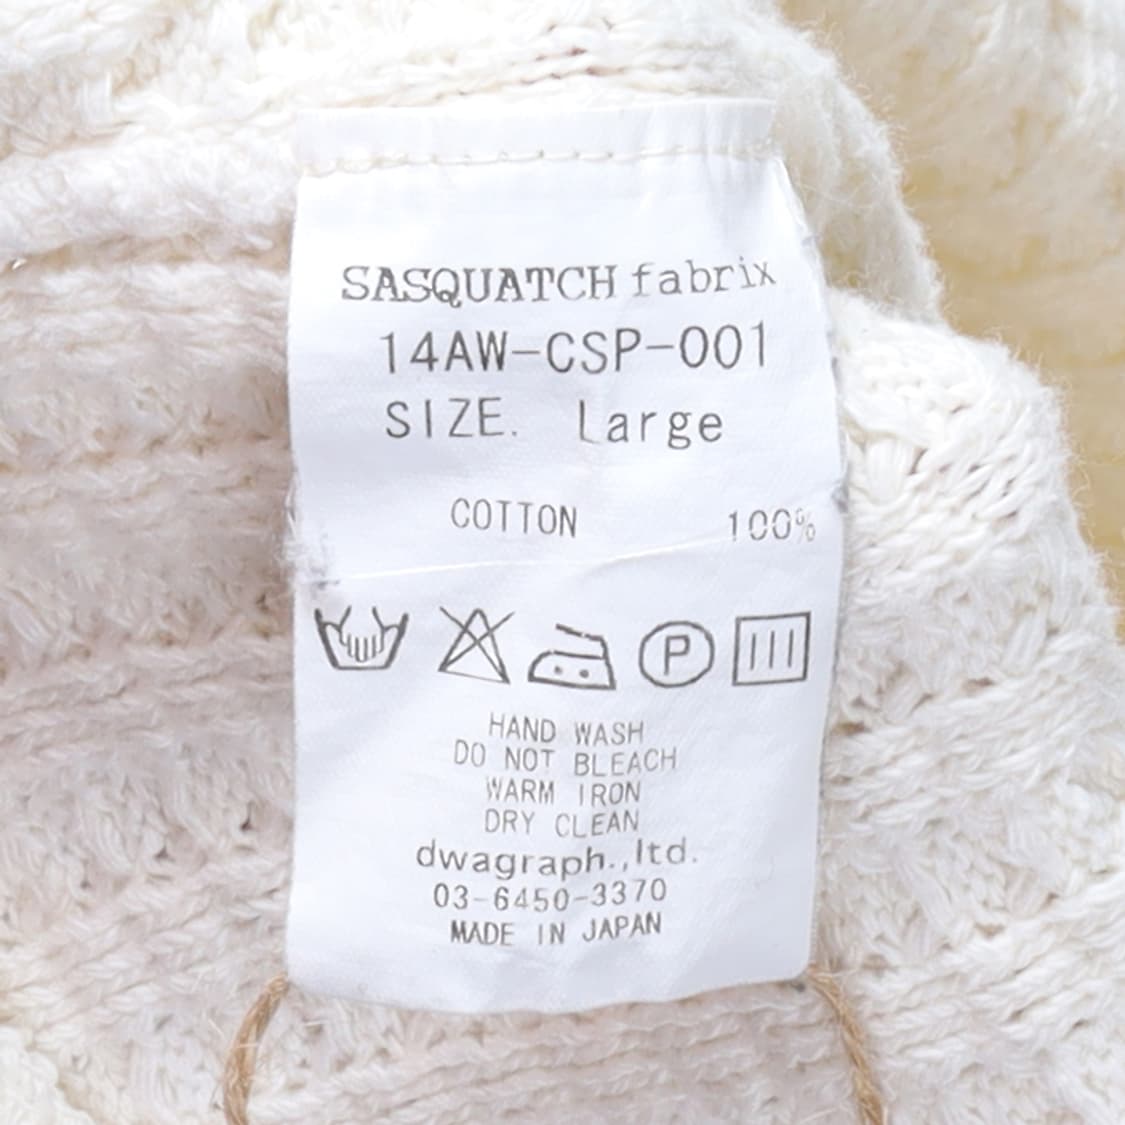 SASQUATCH fabrix
14AW-CSP-001
SIZE. Large
COTTON 100%
P
HAND WASH
DO NOT BLEACH
WARM IRON
DRY CLEAN
dwagraph.,ltd.
03-6450-3370
MADE IN JAPAN